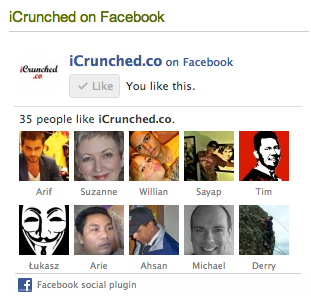 iCrunched on Facebook
iCrunched
.co
iCrunched.co on Facebook
Like You like this.
35 people like iCrunched.co.
Arif Suzanne Willian Sayap Tim
Łukasz Arie Ahsan Michael Derry
Facebook social plugin